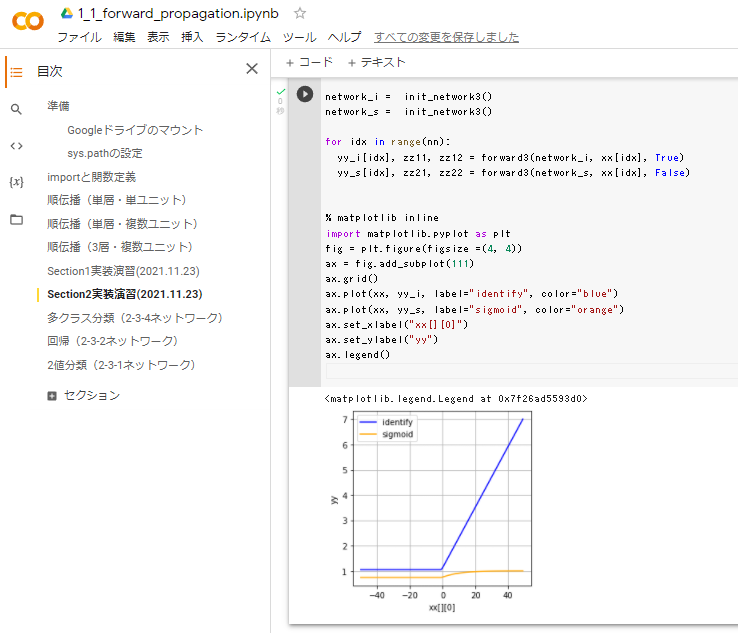 1_1_forward_propagation.ipynb
ファイル 編集 表示 挿入 ランタイム ツール ヘルプ すべての変更を保存しました
目次
準備
Googleドライブのマウント
sys.pathの設定
importと関数定義
順伝播（単層・単ユニット）
順伝播（単層・複数ユニット）
順伝播（3層・複数ユニット）
Section1実装演習(2021.11.23)
Section2実装演習(2021.11.23)
多クラス分類（2-3-4ネットワーク）
回帰（2-3-2ネットワーク）
2値分類（2-3-1ネットワーク）
セクション
+ コード + テキスト
0
秒
network_i =  init_network3()
network_s =  init_network3()
for idx in range(nn):
  yy_i[idx], zz11, zz12 = forward3(network_i, xx[idx], True)
  yy_s[idx], zz21, zz22 = forward3(network_s, xx[idx], False)
% matplotlib inline
import matplotlib.pyplot as plt
fig = plt.figure(figsize =(4, 4))
ax = fig.add_subplot(111)
ax.grid()
ax.plot(xx, yy_i, label="identify", color="blue")
ax.plot(xx, yy_s, label="sigmoid", color="orange")
ax.set_xlabel("xx[][0]")
ax.set_ylabel("yy")
ax.legend()
<matplotlib.legend.Legend at 0x7f26ad5593d0>
identify
sigmoid
7
6
5
4
3
2
1
yy
−40 −20 0 20 40
xx[][0]